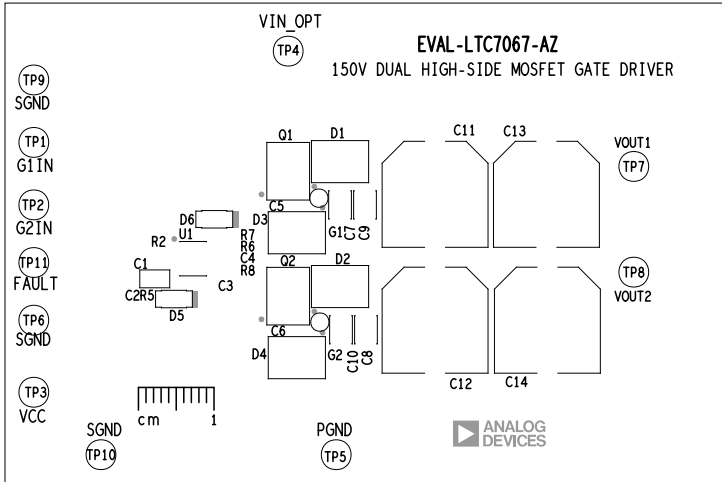 VIN_OPT
TP4
EVAL-LTC7067-AZ
150V DUAL HIGH-SIDE MOSFET GATE DRIVER
TP9
SGND
TP1
G1IN
TP2
G2IN
TP11
FAULT
TP6
SGND
TP3
VCC
Q1
D1
C11
C13
VOUT1
TP7
C5
D6
D3
R7
U1
R2
R6
G1
C7
C9
C4
R8
Q2
D2
TP8
VOUT2
C1
C3
C2
R5
D5
C6
G2
C10
C8
D4
C12
C14
cm
1
SGND
TP10
PGND
TP5
ANALOG
DEVICES